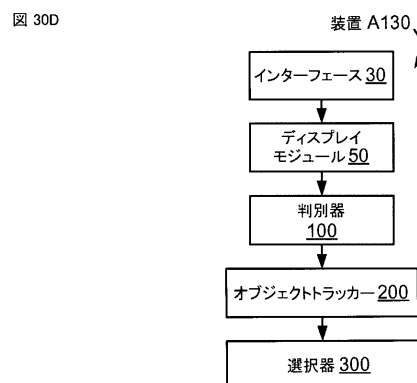 図 30D
装置 A130
インターフェース 30
ディスプレイ
モジュール 50
判別器
100
オブジェクトトラッカー 200
選択器 300